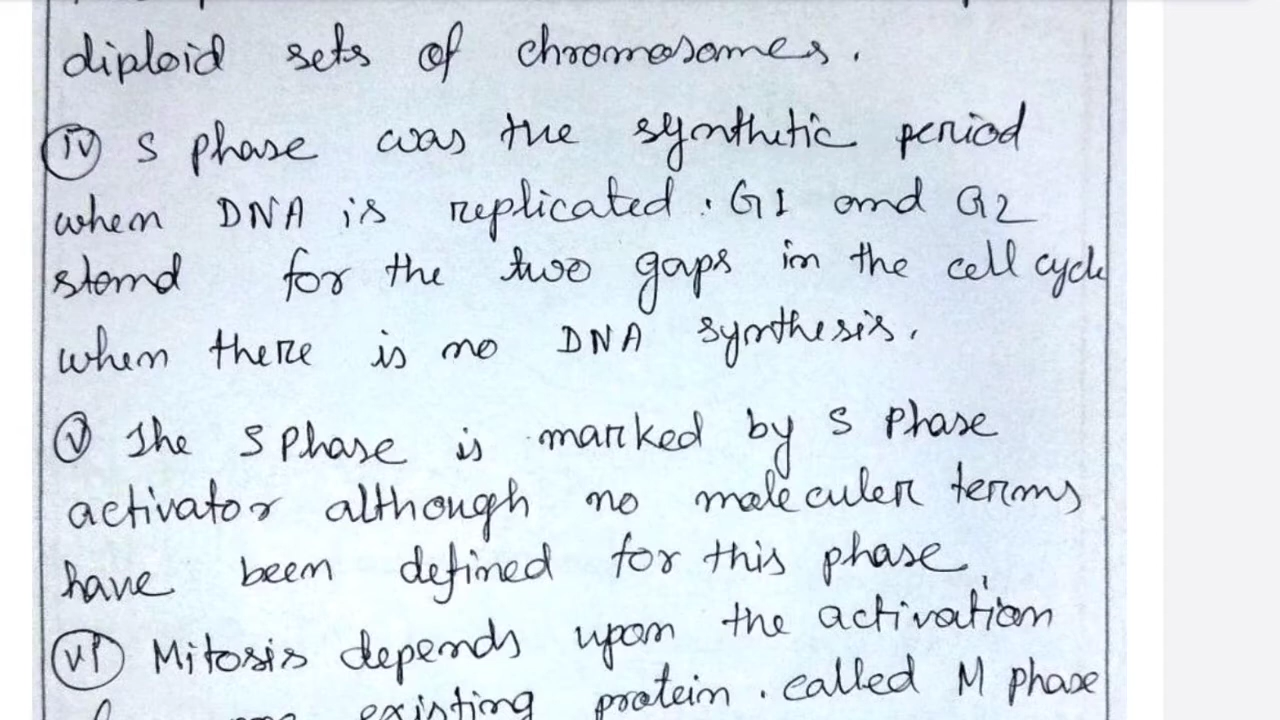 diploid sets of chromosomes.
(iv) S phase was the synthetic period
when DNA is replicated. G1 and G2
stand for the two gaps in the cell cycle
when there is no DNA synthesis.
(v) The S Phase is marked by S Phase
activator although no moleculer terms
have been defined for this phase.
(vi) Mitosis depends upon the activation
existing protein. called M phase